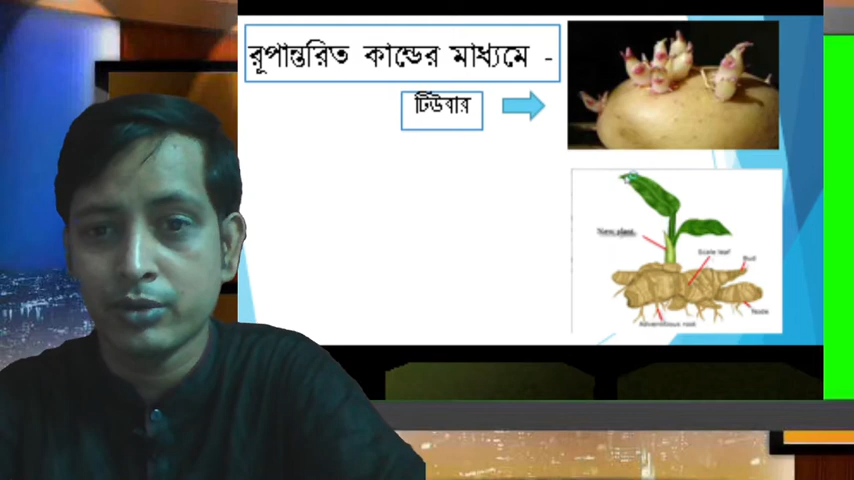 রূপান্তরিত কান্ডের মাধ্যমে -
টিউবার
New plant
Scale leaf
Bud
Node
Adventitious root